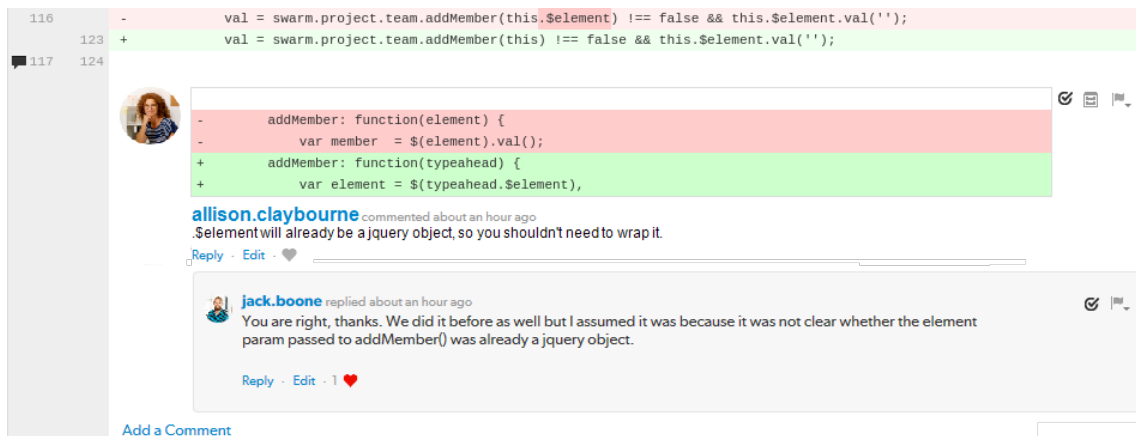 116 - val = swarm.project.team.addMember(this.$element) !== false && this.$element.val('');
123 + val = swarm.project.team.addMember(this) !== false && this.$element.val('');
117 124
- addMember: function(element) {
- var member = $(element).val();
+ addMember: function(typeahead) {
+ var element = $(typeahead.$element),
allison.claybourne commented about an hour ago
.$element will already be a jquery object, so you shouldn't need to wrap it.
Reply · Edit ·
jack.boone replied about an hour ago
You are right, thanks. We did it before as well but I assumed it was because it was not clear whether the element
param passed to addMember() was already a jquery object.
Reply · Edit · 1
Add a Comment